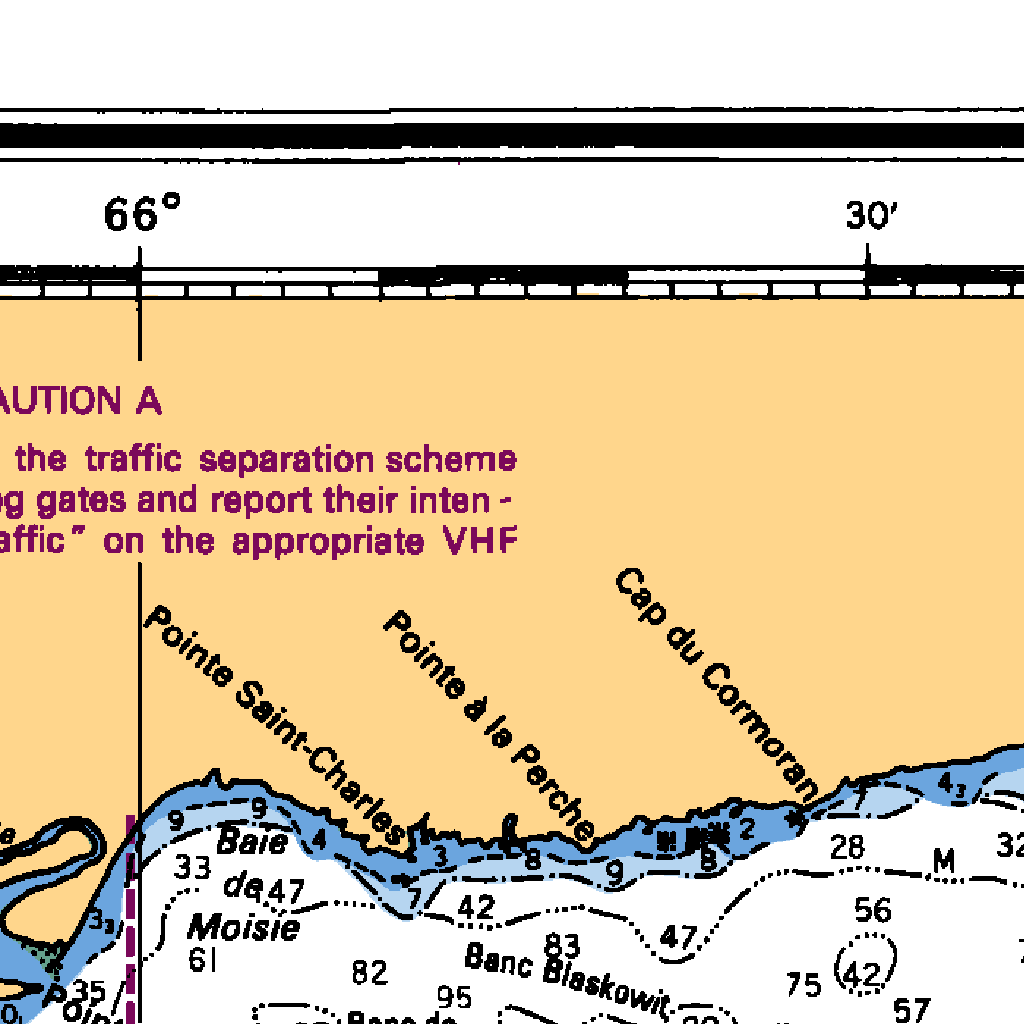 66° 30′
AUTION A
the traffic separation scheme
gates and report their inten -
affic” on the appropriate VHF
Cap du Cormoran
Pointe à la Perche
Pointe Saint-Charles
9 9 4 3 8 9 8 2 7 4₃
Baie
de
Moisie
33 47 7 42 28 M 32
3₃ 61 82 83 47 56
Banc Blaskowit
95 75 42 57
35